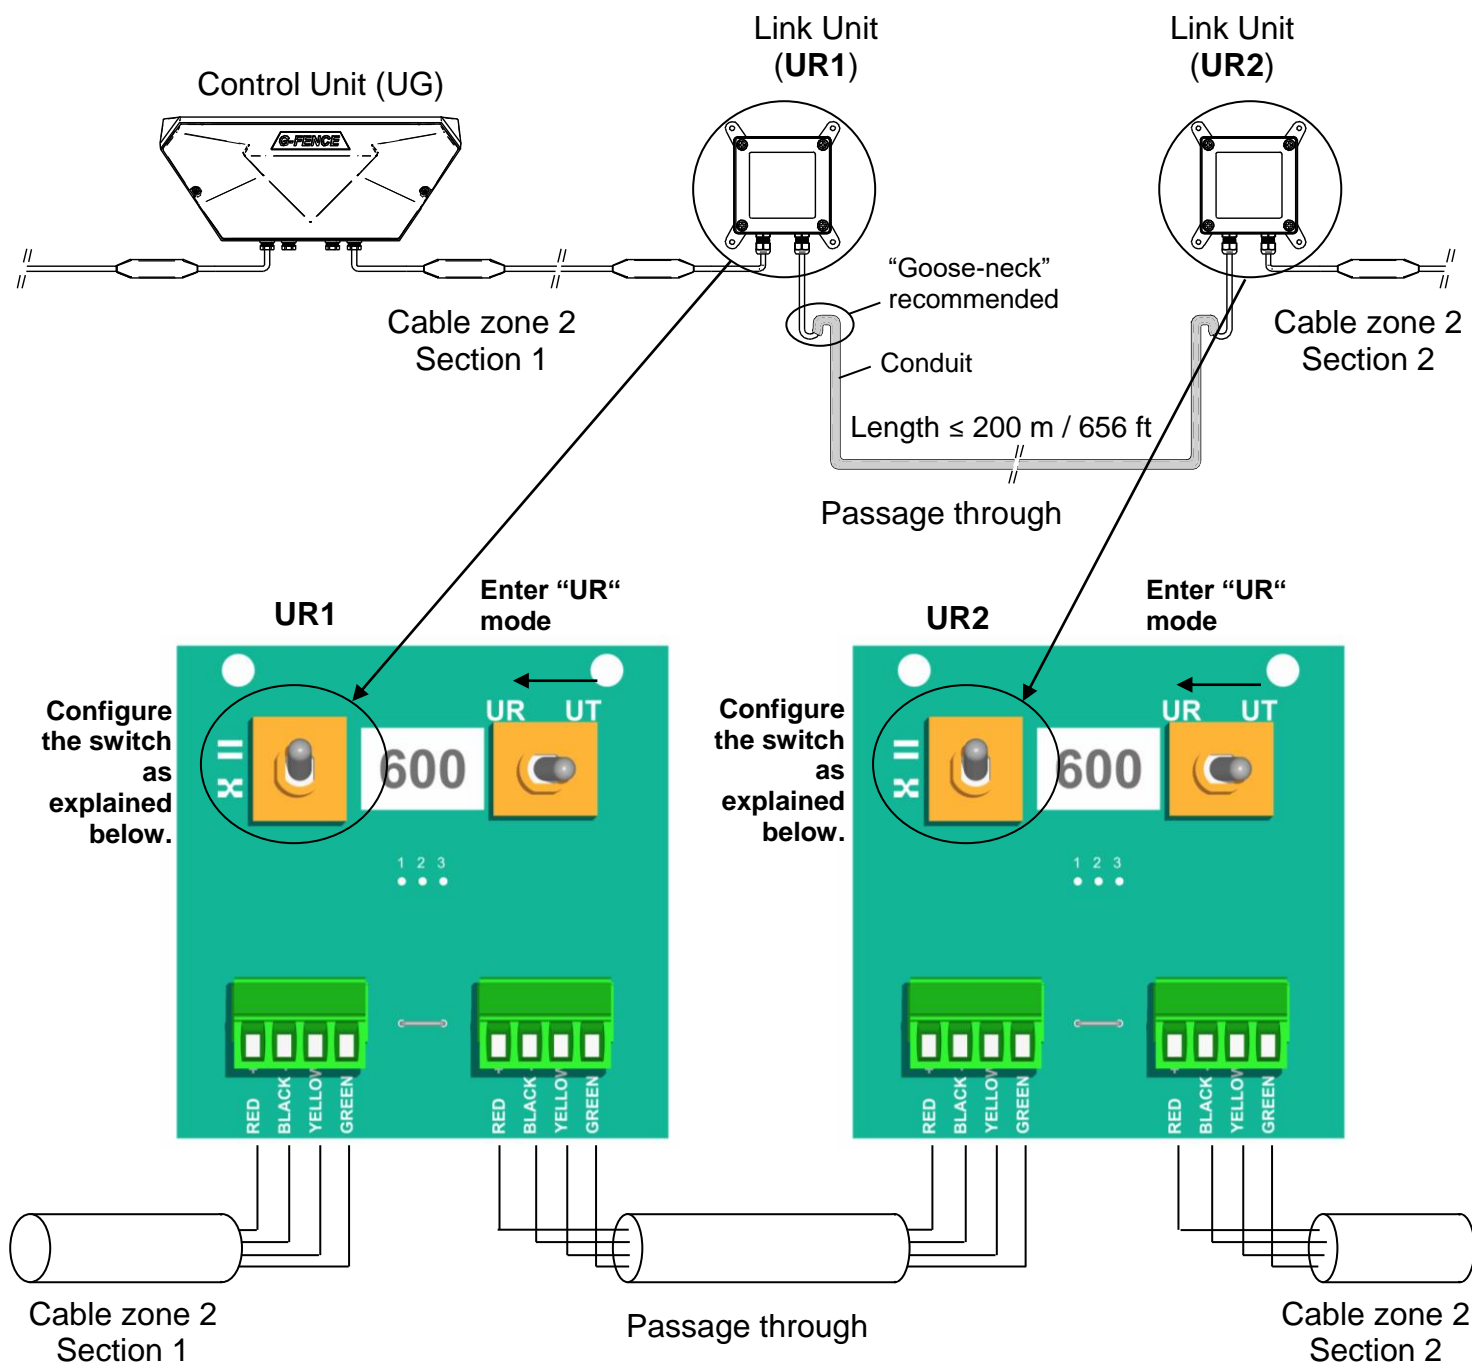 Link Unit
(UR1)
Link Unit
(UR2)
Control Unit (UG)
G-FENCE
"Goose-neck"
recommended
Cable zone 2
Section 1
Conduit
Cable zone 2
Section 2
Length ≤ 200 m / 656 ft
Passage through
UR1
Enter “UR“
mode
UR2
Enter “UR“
mode
Configure
the switch
as
explained
below.
UR UT
= x
600
1 2 3
+ -
RED
BLACK
YELLOW
GREEN
+ -
RED
BLACK
YELLOW
GREEN
Configure
the switch
as
explained
below.
UR UT
= x
600
1 2 3
+ -
RED
BLACK
YELLOW
GREEN
+ -
RED
BLACK
YELLOW
GREEN
Cable zone 2
Section 1
Passage through
Cable zone 2
Section 2